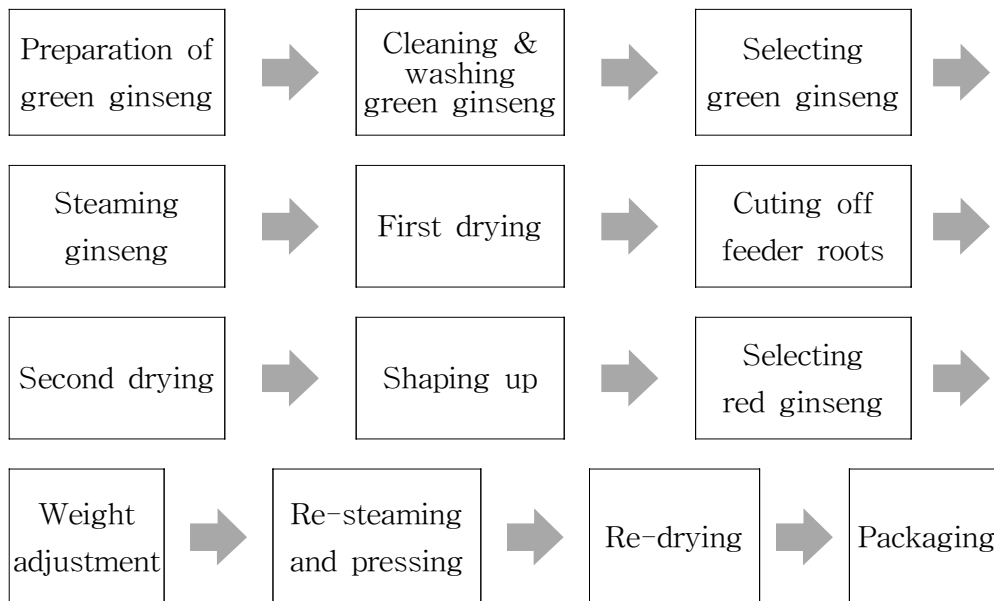 Preparation of
green ginseng
Cleaning &
washing
green ginseng
Selecting
green ginseng
Steaming
ginseng
First drying
Cuting off
feeder roots
Second drying
Shaping up
Selecting
red ginseng
Weight
adjustment
Re-steaming
and pressing
Re-drying
Packaging